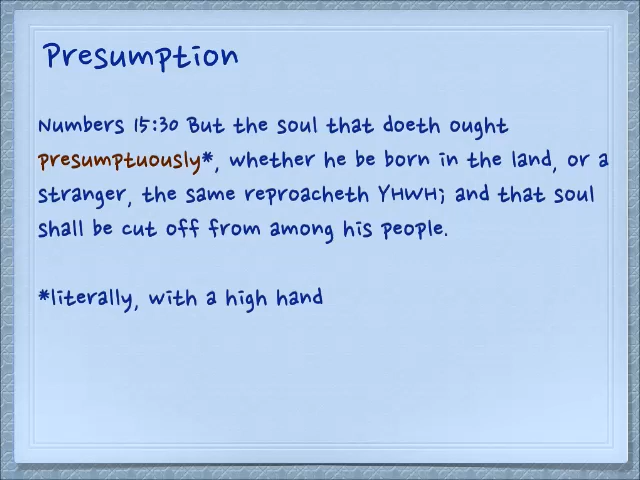 Presumption
Numbers 15:30 But the soul that doeth ought
presumptuously*, whether he be born in the land, or a
stranger, the same reproacheth YHWH; and that soul
shall be cut off from among his people.
*literally, with a high hand